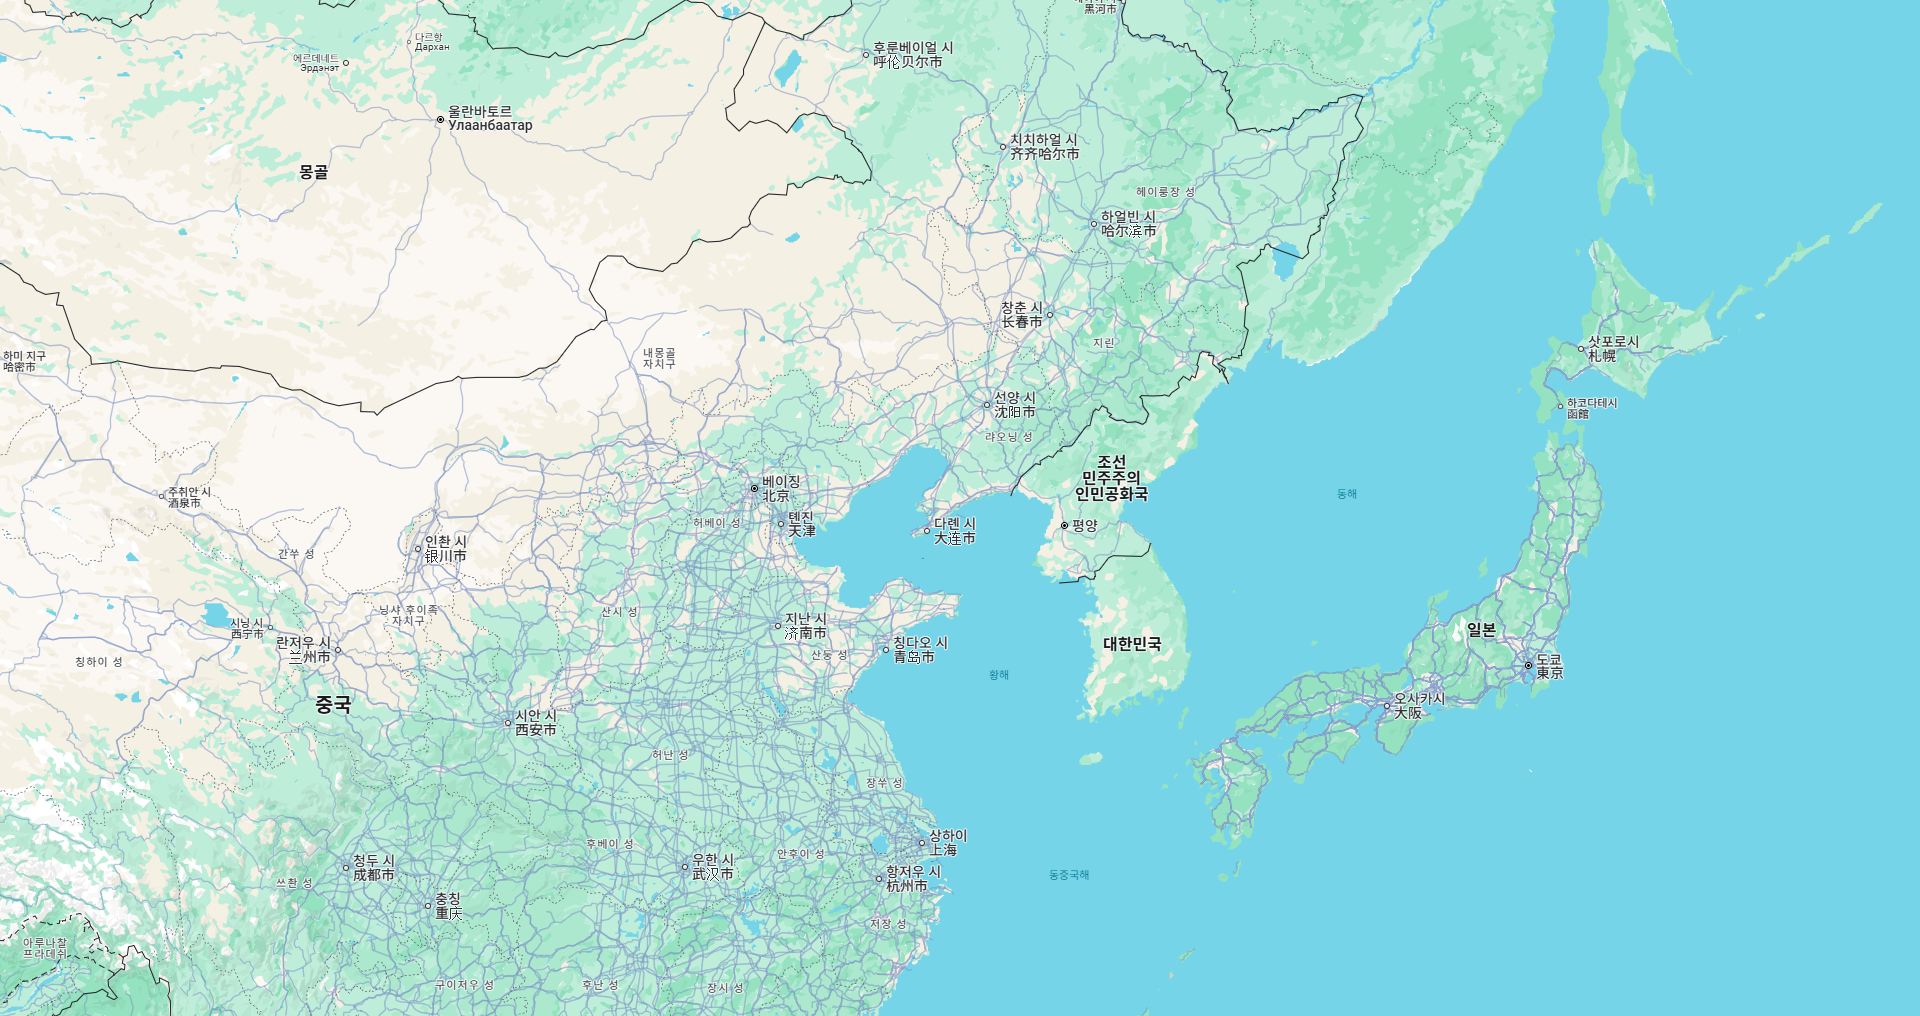 黑河市
다르항
Дархан
에르데네트
Эрдэнэт
후룬베이얼 시
呼伦贝尔市
울란바토르
Улаанбаатар
치치하얼 시
齐齐哈尔市
몽골
헤이룽장 성
하얼빈 시
哈尔滨市
창춘 시
长春市
지린
하미 지구
哈密市
내몽골
자치구
삿포로시
札幌
선양 시
沈阳市
하코다테시
函館
랴오닝 성
조선
민주주의
인민공화국
베이징
北京
주취안 시
酒泉市
동해
허베이 성
톈진
天津
다롄 시
大连市
평양
인촨 시
银川市
간쑤 성
닝샤 후이족
자치구
산시 성
지난 시
济南市
시닝 시
西宁市
일본
란저우 시
兰州市
칭다오 시
青岛市
대한민국
산둥 성
칭하이 성
도쿄
東京
황해
중국
오사카시
大阪
시안 시
西安市
허난 성
장쑤 성
상하이
上海
후베이 성
안후이 성
청두 시
成都市
우한 시
武汉市
항저우 시
杭州市
동중국해
쓰촨 성
충칭
重庆
저장 성
아루나찰
프라데쉬
구이저우 성
후난 성
장시 성